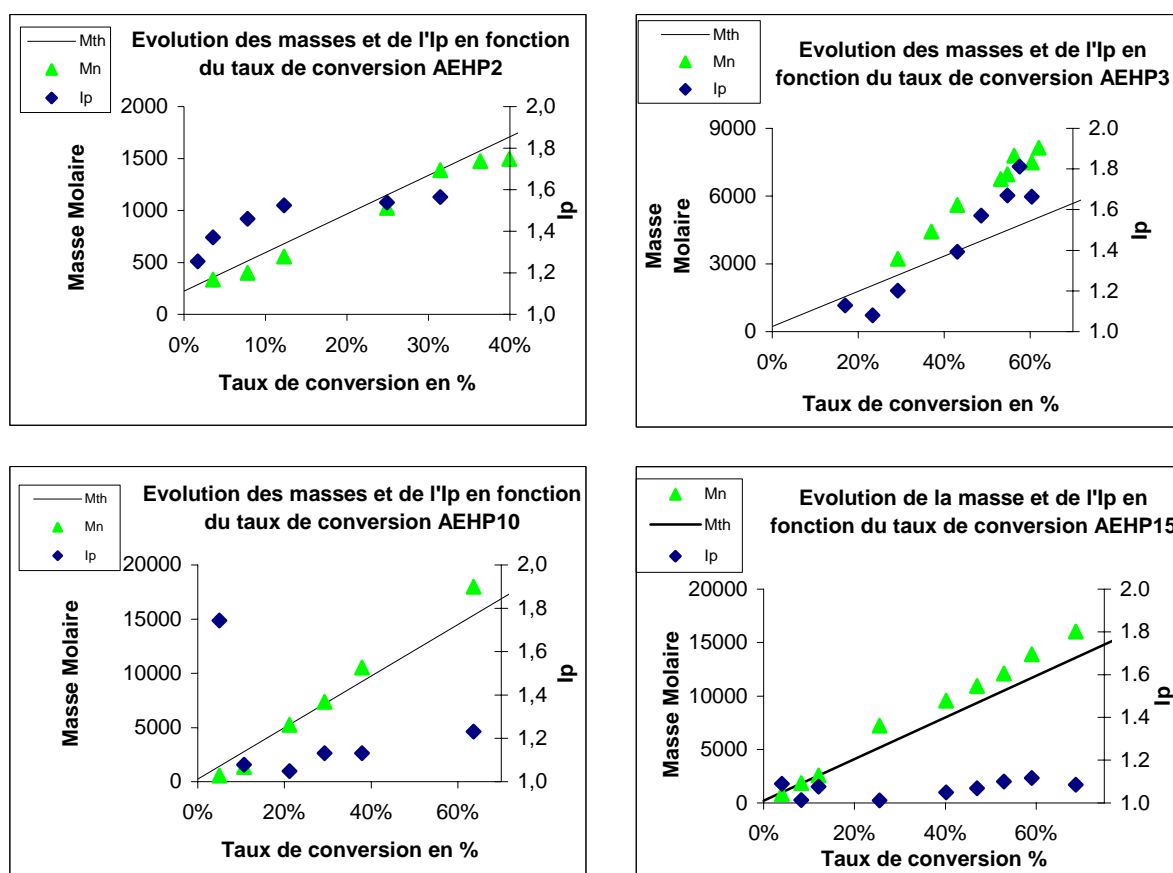 Mth
Mn
Ip
Evolution des masses et de l'Ip en fonction
du taux de conversion AEHP2
Masse Molaire
2000
1500
1000
500
0
2,0
1,8
1,6
1,4
1,2
1,0
Ip
0%
10%
20%
30%
40%
Taux de conversion en %
Mth
Mn
Ip
Evolution des masses et de l'Ip en
fonction du taux de conversion AEHP3
Masse
Molaire
9000
6000
3000
0
2.0
1.8
1.6
1.4
1.2
1.0
Ip
0%
20%
40%
60%
Taux de conversion en %
Mth
Mn
Ip
Evolution des masses et de l'Ip en fonction
du taux de conversion AEHP10
Masse Molaire
20000
15000
10000
5000
0
2,0
1,8
1,6
1,4
1,2
1,0
Ip
0%
20%
40%
60%
Taux de conversion en %
Mn
Mth
Ip
Evolution de la masse et de l'Ip en
fonction du taux de conversion AEHP15
Masse Molaire
20000
15000
10000
5000
0
2.0
1.8
1.6
1.4
1.2
1.0
Ip
0%
20%
40%
60%
Taux de conversion %